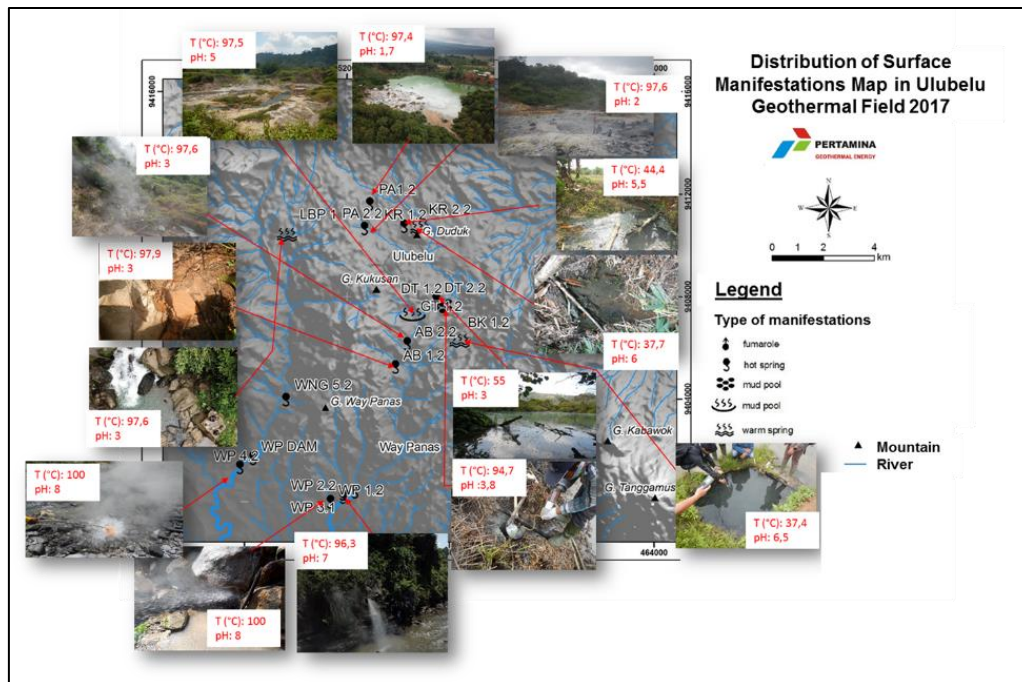 T (°C): 97,5
pH: 5
T (°C): 97,4
pH: 1,7
T (°C): 97,6
pH: 2
T (°C): 97,6
pH: 3
T (°C): 44,4
pH: 5,5
T (°C): 97,9
pH: 3
T (°C): 37,7
pH: 6
T (°C): 97,6
pH: 3
T (°C): 55
pH: 3
T (°C): 94,7
pH :3,8
T (°C): 100
pH: 8
T (°C): 37,4
pH: 6,5
T (°C): 96,3
pH: 7
T (°C): 100
pH: 8
9416000
9416000
9412000
9408000
9404000
464000
PA1.2
LBP 1
PA 2.2
KR 1.2
KR 2.2
G. Duduk
Ulubelu
G. Kukusan
DT 1.2
DT 2.2
GT 1.2
BK 1.2
AB 2.2
AB 1.2
WNG 5.2
G. Way Panas
WP DAM
Way Panas
WP 4.2
WP 2.2
WP 1.2
WP 3.1
G. Kabawok
G. Tanggamus
Distribution of Surface
Manifestations Map in Ulubelu
Geothermal Field 2017
PERTAMINA
GEOTHERMAL ENERGY
N
W
E
S
0 1 2 4
km
Legend
Type of manifestations
fumarole
hot spring
mud pool
mud pool
warm spring
Mountain
River